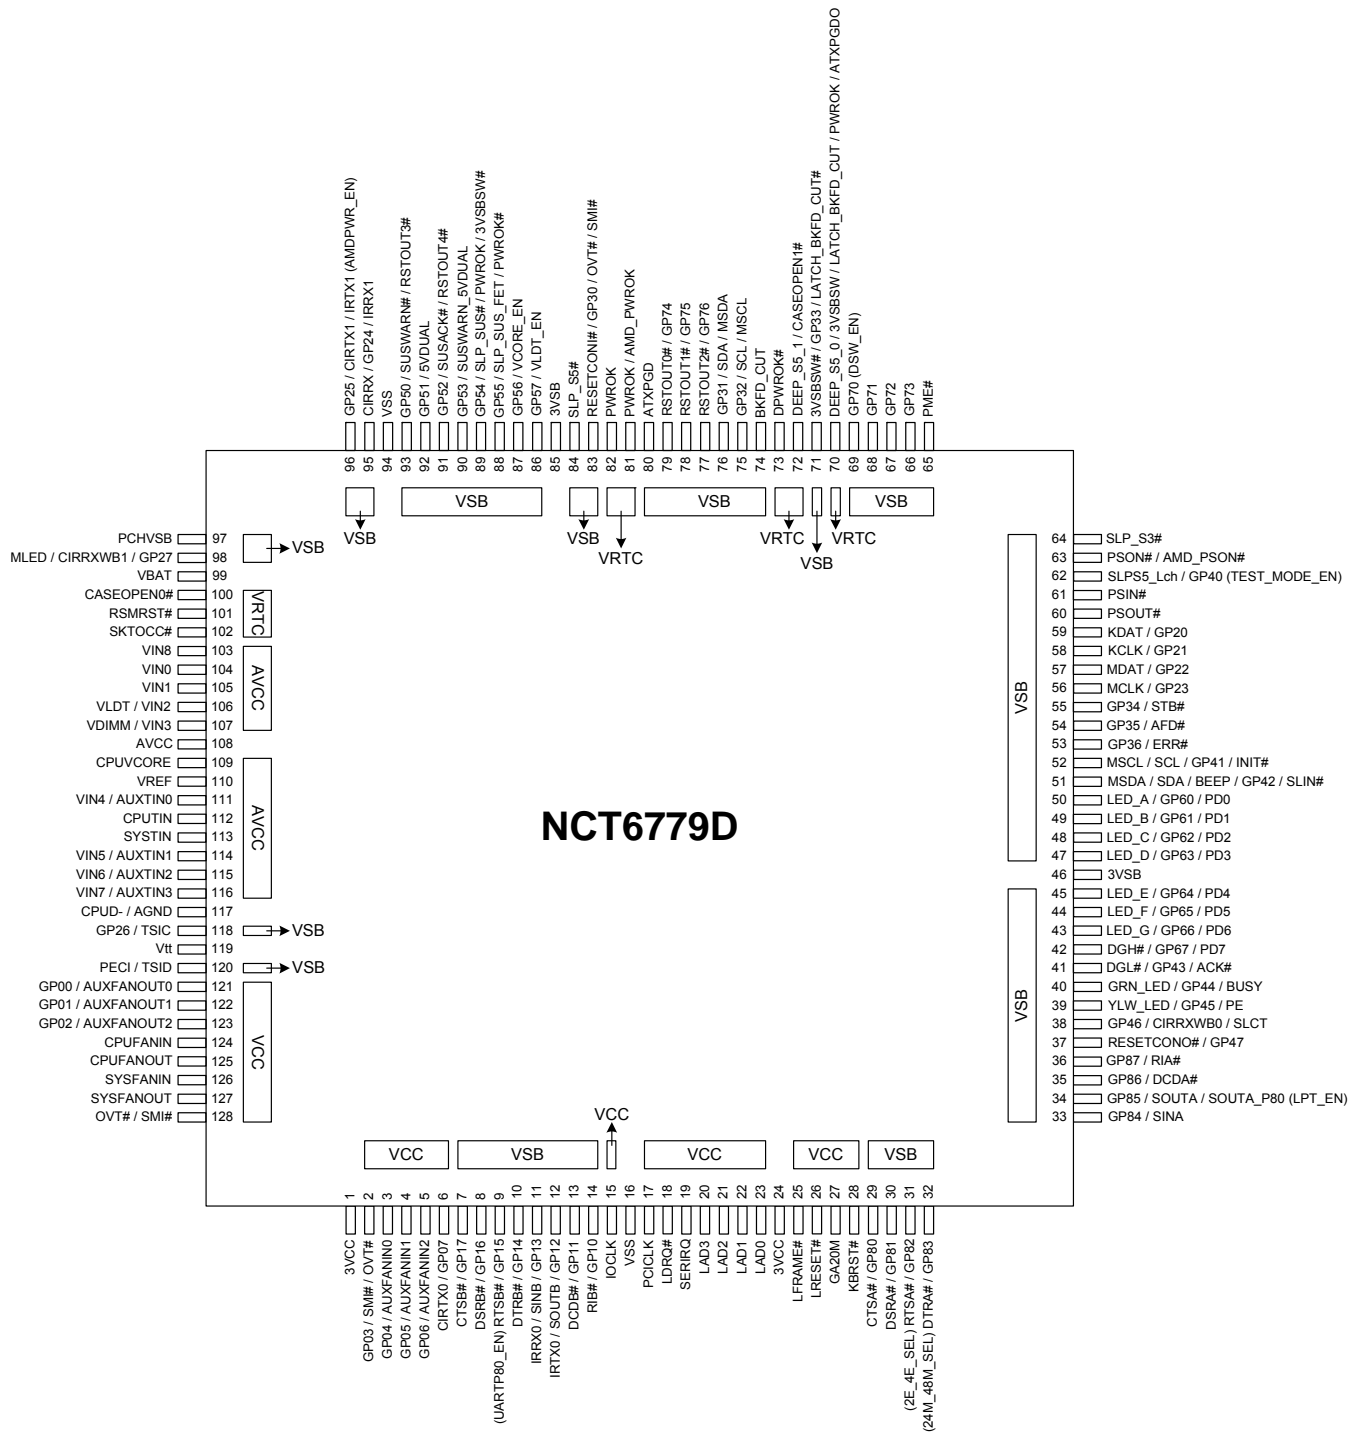 GP25 / CIRTX1 / IRTX1 (AMDPWR_EN)
CIRRX / GP24 / IRRX1
VSS
GP50 / SUSWARN# / RSTOUT3#
GP51 / 5VDUAL
GP52 / SUSACK# / RSTOUT4#
GP53 / SUSWARN_5VDUAL
GP54 / SLP_SUS# / PWROK / 3VSBSW#
GP55 / SLP_SUS_FET / PWROK#
GP56 / VCORE_EN
GP57 / VLDT_EN
3VSB
SLP_S5#
RESETCONI# / GP30 / OVT# / SMI#
PWROK
PWROK / AMD_PWROK
ATXPGD
RSTOUT0# / GP74
RSTOUT1# / GP75
RSTOUT2# / GP76
GP31 / SDA / MSDA
GP32 / SCL / MSCL
BKFD_CUT
DPWROK#
DEEP_S5_1 / CASEOPEN1#
3VSBSW# / GP33 / LATCH_BKFD_CUT#
DEEP_S5_0 / 3VSBSW / LATCH_BKFD_CUT / PWROK / ATXPGDO
GP70 (DSW_EN)
GP71
GP72
GP73
PME#
96 95 94 93 92 91 90 89 88 87 86 85 84 83 82 81 80 79 78 77 76 75 74 73 72 71 70 69 68 67 66 65
VSB
VSB
VSB
VRTC
VSB
VRTC
VSB
VRTC
VSB
PCHVSB 97
MLED / CIRRXWB1 / GP27 98
VSB
VBAT 99
CASEOPEN0# 100
RSMRST# 101
SKTOCC# 102
VRTC
VIN8 103
VIN0 104
VIN1 105
VLDT / VIN2 106
VDIMM / VIN3 107
AVCC
AVCC 108
CPUVCORE 109
VREF 110
VIN4 / AUXTIN0 111
CPUTIN 112
SYSTIN 113
VIN5 / AUXTIN1 114
VIN6 / AUXTIN2 115
VIN7 / AUXTIN3 116
AVCC
CPUD- / AGND 117
GP26 / TSIC 118 VSB
Vtt 119
PECI / TSID 120 VSB
GP00 / AUXFANOUT0 121
GP01 / AUXFANOUT1 122
GP02 / AUXFANOUT2 123
CPUFANIN 124
CPUFANOUT 125
SYSFANIN 126
SYSFANOUT 127
OVT# / SMI# 128
VCC
NCT6779D
64 SLP_S3#
63 PSON# / AMD_PSON#
62 SLPS5_Lch / GP40 (TEST_MODE_EN)
61 PSIN#
60 PSOUT#
59 KDAT / GP20
58 KCLK / GP21
57 MDAT / GP22
56 MCLK / GP23
55 GP34 / STB#
54 GP35 / AFD#
53 GP36 / ERR#
52 MSCL / SCL / GP41 / INIT#
51 MSDA / SDA / BEEP / GP42 / SLIN#
50 LED_A / GP60 / PD0
49 LED_B / GP61 / PD1
48 LED_C / GP62 / PD2
47 LED_D / GP63 / PD3
VSB
46 3VSB
45 LED_E / GP64 / PD4
44 LED_F / GP65 / PD5
43 LED_G / GP66 / PD6
42 DGH# / GP67 / PD7
41 DGL# / GP43 / ACK#
40 GRN_LED / GP44 / BUSY
39 YLW_LED / GP45 / PE
38 GP46 / CIRRXWB0 / SLCT
37 RESETCONO# / GP47
36 GP87 / RIA#
35 GP86 / DCDA#
34 GP85 / SOUTA / SOUTA_P80 (LPT_EN)
33 GP84 / SINA
VSB
VCC
VCC
VSB
VCC
VCC
VSB
1 2 3 4 5 6 7 8 9 10 11 12 13 14 15 16 17 18 19 20 21 22 23 24 25 26 27 28 29 30 31 32
3VCC
GP03 / SMI# / OVT#
GP04 / AUXFANIN0
GP05 / AUXFANIN1
GP06 / AUXFANIN2
CIRTX0 / GP07
CTSB# / GP17
DSRB# / GP16
(UARTP80_EN) RTSB# / GP15
DTRB# / GP14
IRRX0 / SINB / GP13
IRTX0 / SOUTB / GP12
DCDB# / GP11
RIB# / GP10
IOCLK
VSS
PCICLK
LDRQ#
SERIRQ
LAD3
LAD2
LAD1
LAD0
3VCC
LFRAME#
LRESET#
GA20M
KBRST#
CTSA# / GP80
DSRA# / GP81
(2E_4E_SEL) RTSA# / GP82
(24M_48M_SEL) DTRA# / GP83